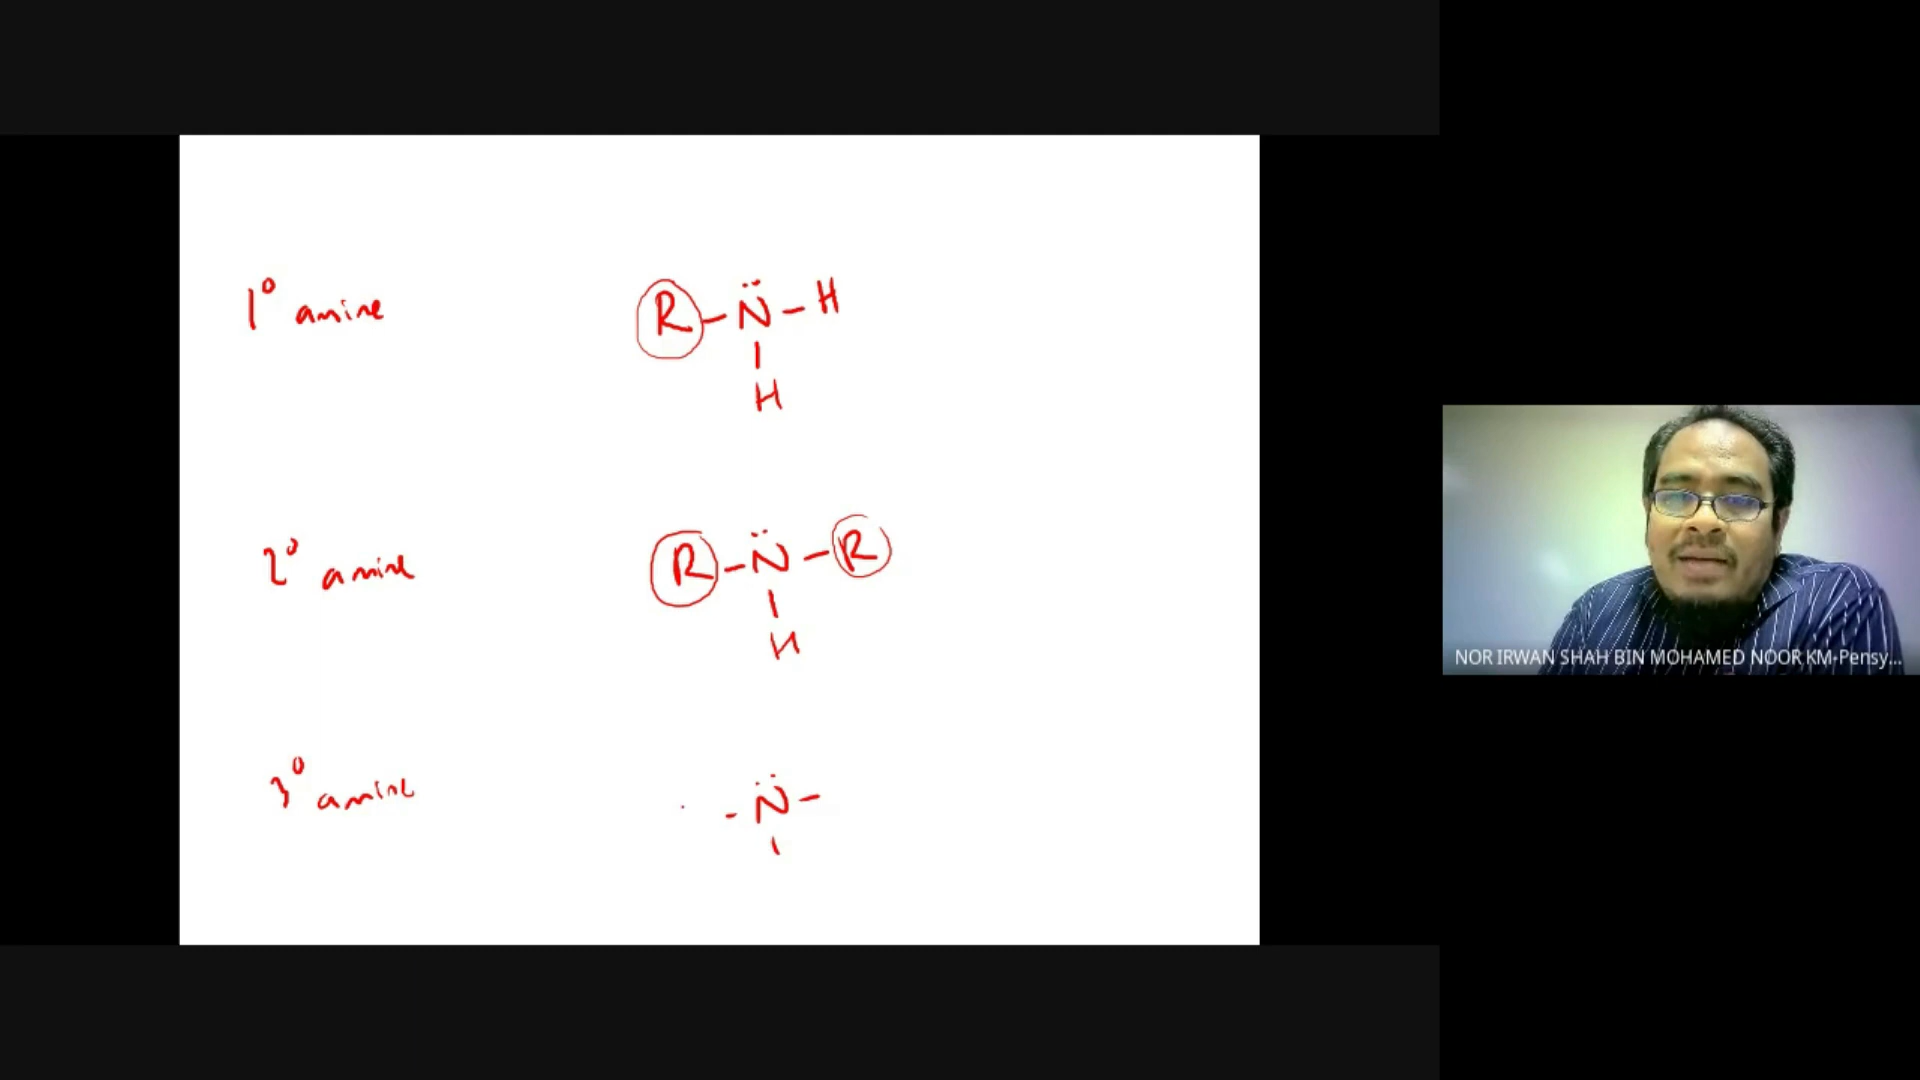 1° amine
R-N̈-H
|
H
2° amine
R-N̈-R
|
H
3° amine
-N̈-
|
NOR IRWAN SHAH BIN MOHAMED NOOR KM-Pensy...